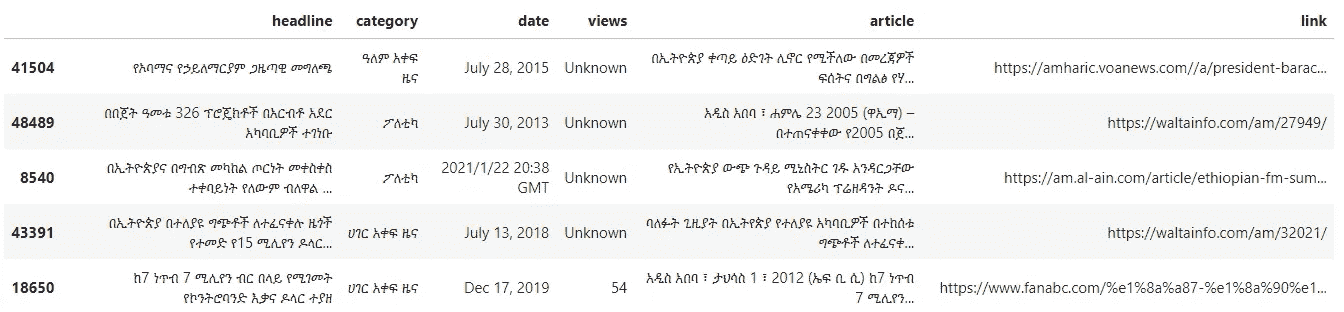 headline category date views article link
41504 የኦባማና የኃይለማርያም ጋዜጣዊ መግለጫ ዓለም አቀፍ ዜና July 28, 2015 Unknown በኢትዮጵያ ቀጣይ ዕድገት ሊኖር የሚችለው በመረጃዎች ፍሰትና በግልፅ የሃ... https://amharic.voanews.com//a/president-barac...
48489 በበጀት ዓመቱ 326 ፕሮጀክቶች በአርብቶ አደር አካባቢዎች ተገነቡ ፖለቲካ July 30, 2013 Unknown አዲስ አበባ ፣ ሐምሌ 23 2005 (ዋኢማ) – በተጠናቀቀው የ2005 በጀ... https://waltainfo.com/am/27949/
8540 በኢትዮጵያና በግብጽ መካከል ጦርነት መቀስቀስ ተቀባይነት የለውም ብለዋል ... ፖለቲካ 2021/1/22 20:38 GMT Unknown የኢትዮጵያ ውጭ ጉዳይ ሚኒስትር ገዱ አንዳርጋቸው የአሜሪካ ፕሬዘዳንት ዶና... https://am.al-ain.com/article/ethiopian-fm-sum...
43391 በኢትዮጵያ በተለያዩ ግጭቶች ለተፈናቀሉ ዜጎች የተመድ የ15 ሚሊየን ዶላር... ሀገር አቀፍ ዜና July 13, 2018 Unknown ባለፉት ጊዚያት በኢትየጵያ የተለያዩ አካባቢዎች በተከሰቱ ግጭቶች ለተፈናቀ... https://waltainfo.com/am/32021/
18650 ከ7 ነጥብ 7 ሚሊየን ብር በላይ የሚገመት የኮንትሮባንድ እቃና ዶላር ተያዘ ሀገር አቀፍ ዜና Dec 17, 2019 54 አዲስ አበባ ፣ ታህሳስ 1 ፣ 2012 (ኤፍ ቢ ሲ) ከ7 ነጥብ 7 ሚሊየን... https://www.fanabc.com/%e1%8a%a87-%e1%8a%90%e1...